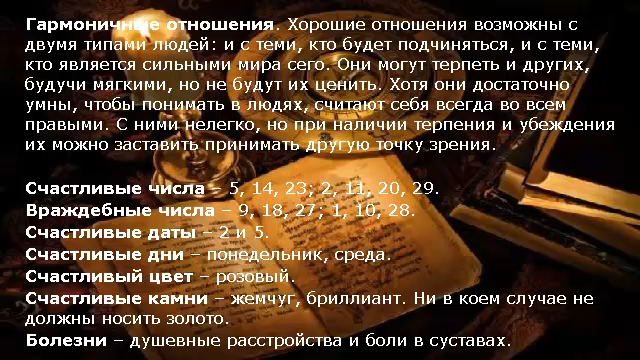 Гармоничные отношения. Хорошие отношения возможны с
двумя типами людей: и с теми, кто будет подчиняться, и с теми,
кто является сильными мира сего. Они могут терпеть и других,
будучи мягкими, но не будут их ценить. Хотя они достаточно
умны, чтобы понимать в людях, считают себя всегда во всем
правыми. С ними нелегко, но при наличии терпения и убеждения
их можно заставить принимать другую точку зрения.
Счастливые числа – 5, 14, 23; 2, 11, 20, 29.
Враждебные числа – 9, 18, 27; 1, 10, 28.
Счастливые даты – 2 и 5.
Счастливые дни – понедельник, среда.
Счастливый цвет – розовый.
Счастливые камни – жемчуг, бриллиант. Ни в коем случае не
должны носить золото.
Болезни – душевные расстройства и боли в суставах.